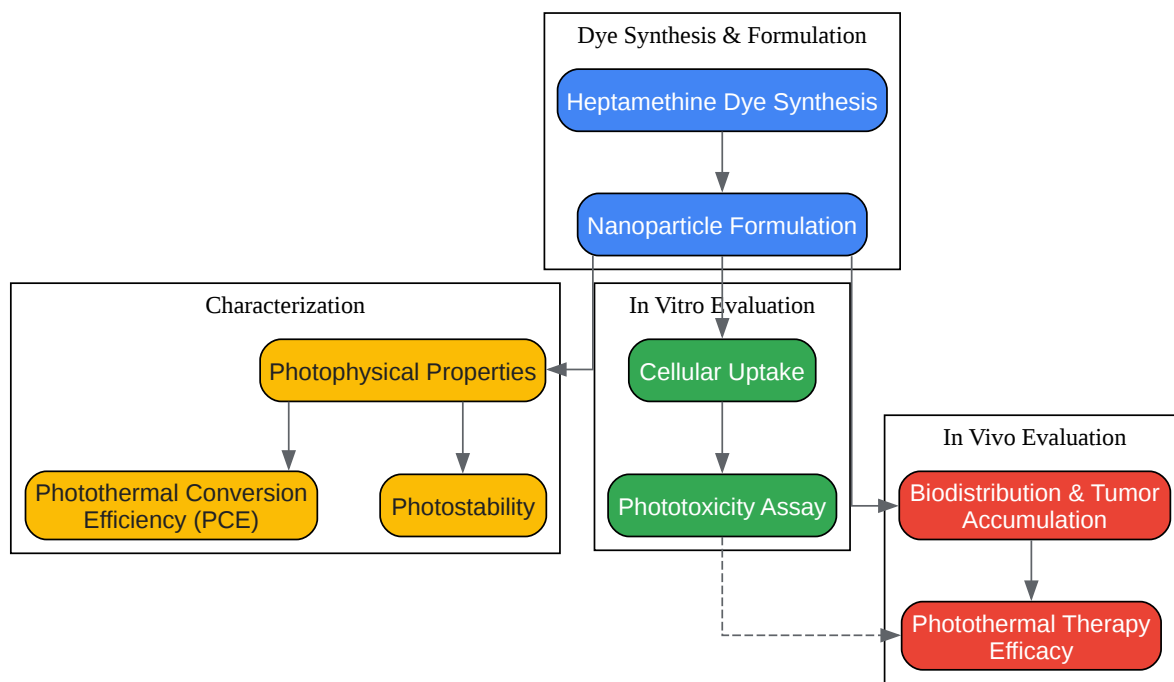 Dye Synthesis & Formulation
Heptamethine Dye Synthesis
Nanoparticle Formulation
Characterization
Photophysical Properties
Photothermal Conversion
Efficiency (PCE)
Photostability
In Vitro Evaluation
Cellular Uptake
Phototoxicity Assay
In Vivo Evaluation
Biodistribution & Tumor
Accumulation
Photothermal Therapy
Efficacy